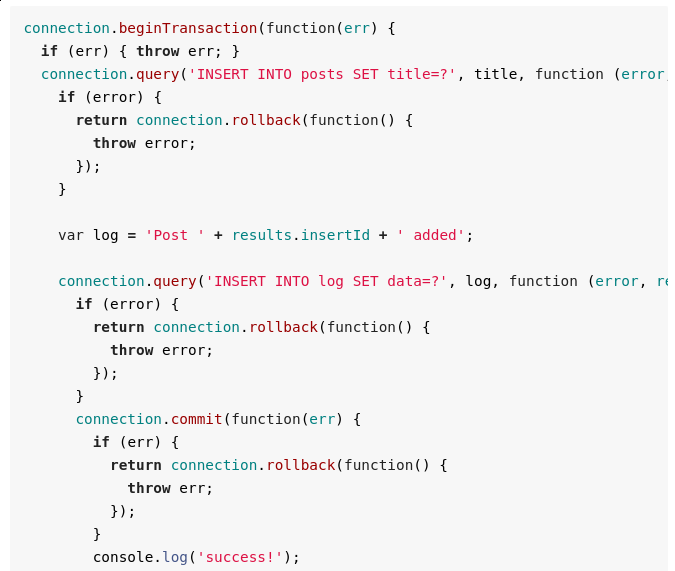 connection.beginTransaction(function(err) {
  if (err) { throw err; }
  connection.query('INSERT INTO posts SET title=?', title, function (error,
    if (error) {
      return connection.rollback(function() {
        throw error;
      });
    }

    var log = 'Post ' + results.insertId + ' added';

    connection.query('INSERT INTO log SET data=?', log, function (error, re
      if (error) {
        return connection.rollback(function() {
          throw error;
        });
      }
      connection.commit(function(err) {
        if (err) {
          return connection.rollback(function() {
            throw err;
          });
        }
        console.log('success!');